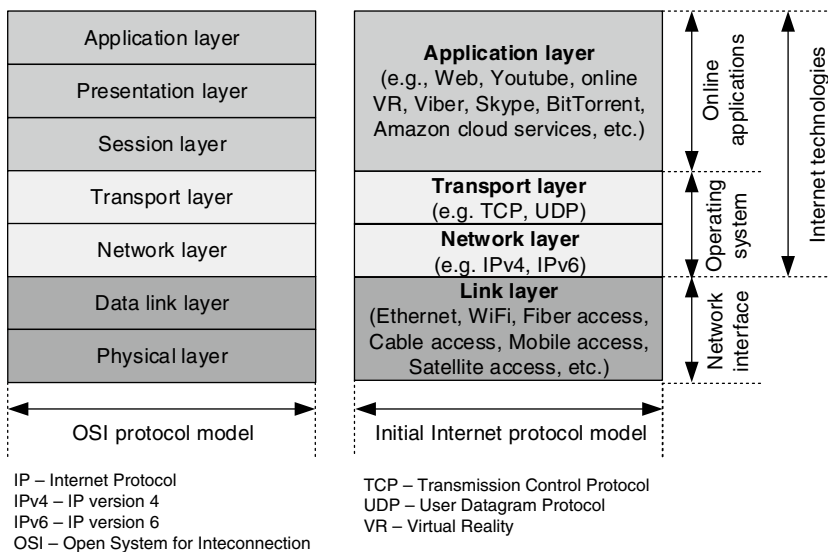 Application layer
Presentation layer
Session layer
Transport layer
Network layer
Data link layer
Physical layer
OSI protocol model
Application layer
(e.g., Web, Youtube, online
VR, Viber, Skype, BitTorrent,
Amazon cloud services, etc.)
Transport layer
(e.g. TCP, UDP)
Network layer
(e.g. IPv4, IPv6)
Link layer
(Ethernet, WiFi, Fiber access,
Cable access, Mobile access,
Satellite access, etc.)
Initial Internet protocol model
Online
applications
Operating
system
Network
interface
Internet technologies
IP – Internet Protocol
IPv4 – IP version 4
IPv6 – IP version 6
OSI – Open System for Inteconnection
TCP – Transmission Control Protocol
UDP – User Datagram Protocol
VR – Virtual Reality